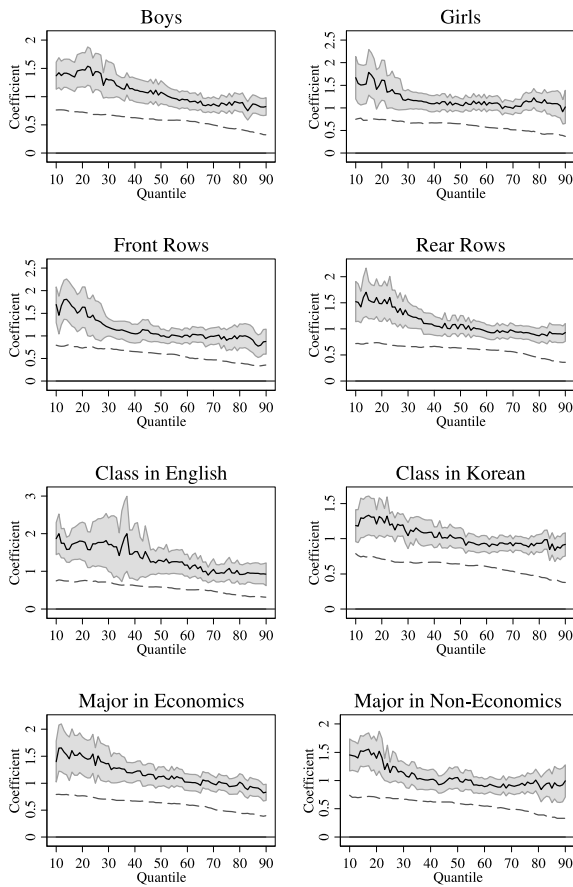 Boys
Coefficient
0 0.5 1 1.5 2
10 20 30 40 50 60 70 80 90
Quantile
Girls
Coefficient
0 0.5 1 1.5 2 2.5
10 20 30 40 50 60 70 80 90
Quantile
Front Rows
Coefficient
0 0.5 1 1.5 2 2.5
10 20 30 40 50 60 70 80 90
Quantile
Rear Rows
Coefficient
0 0.5 1 1.5 2
10 20 30 40 50 60 70 80 90
Quantile
Class in English
Coefficient
0 1 2 3
10 20 30 40 50 60 70 80 90
Quantile
Class in Korean
Coefficient
0 0.5 1 1.5
10 20 30 40 50 60 70 80 90
Quantile
Major in Economics
Coefficient
0 0.5 1 1.5 2
10 20 30 40 50 60 70 80 90
Quantile
Major in Non-Economics
Coefficient
0 0.5 1 1.5 2
10 20 30 40 50 60 70 80 90
Quantile